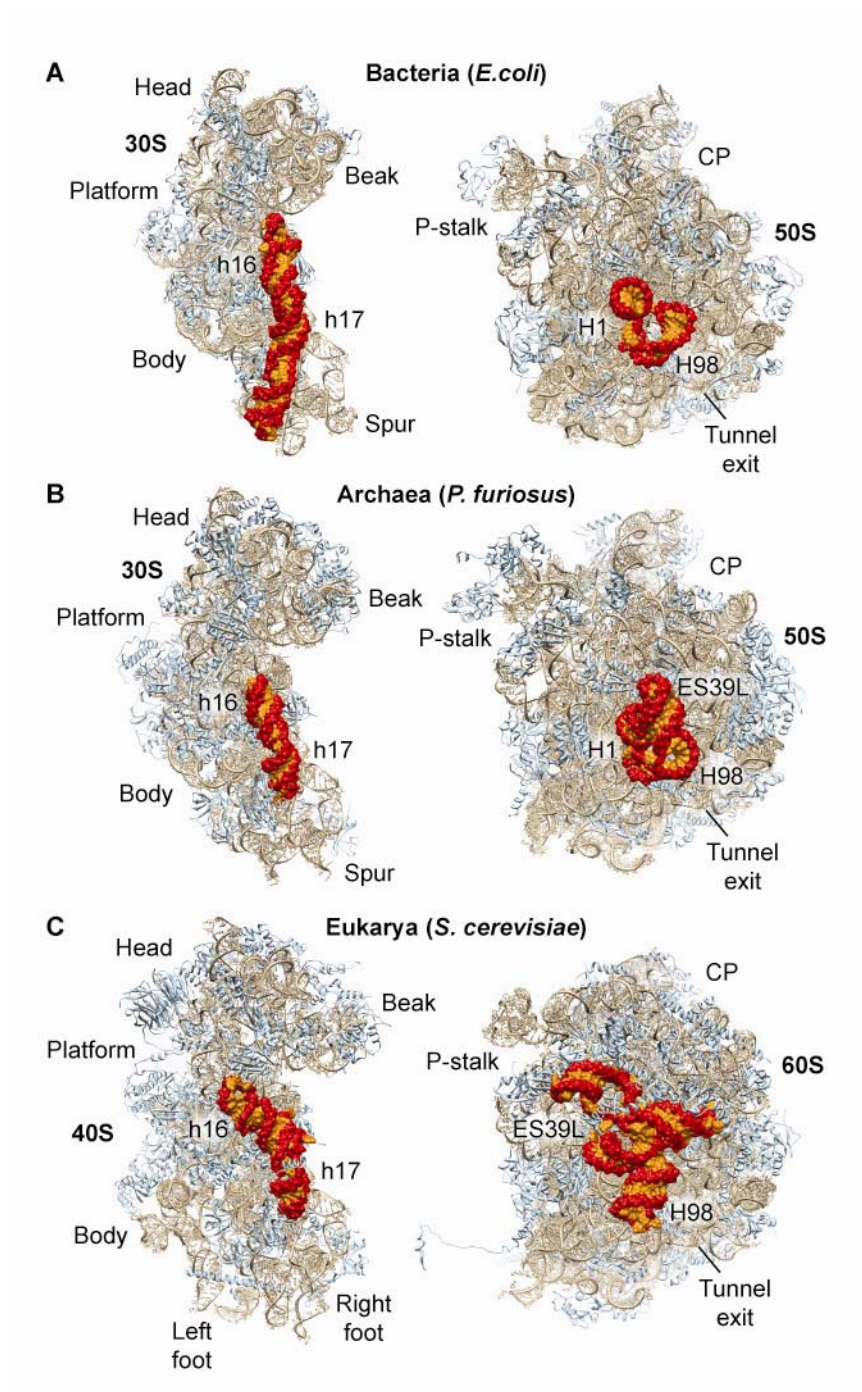 A
Bacteria (E.coli)
Head
30S
Platform
Beak
h16
h17
Body
Spur
CP
P-stalk
50S
H1
H98
Tunnel
exit
B
Archaea (P. furiosus)
Head
30S
Beak
Platform
h16
h17
Body
Spur
CP
P-stalk
50S
ES39L
H1
H98
Tunnel
exit
C
Eukarya (S. cerevisiae)
Head
Beak
Platform
40S
h16
h17
Body
Left
foot
Right
foot
CP
P-stalk
60S
ES39L
H98
Tunnel
exit